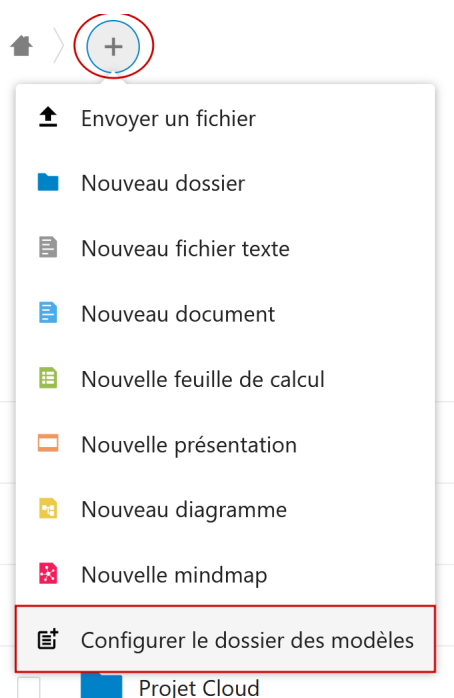 Envoyer un fichier
Nouveau dossier
Nouveau fichier texte
Nouveau document
Nouvelle feuille de calcul
Nouvelle présentation
Nouveau diagramme
Nouvelle mindmap
Configurer le dossier des modèles
Projet Cloud